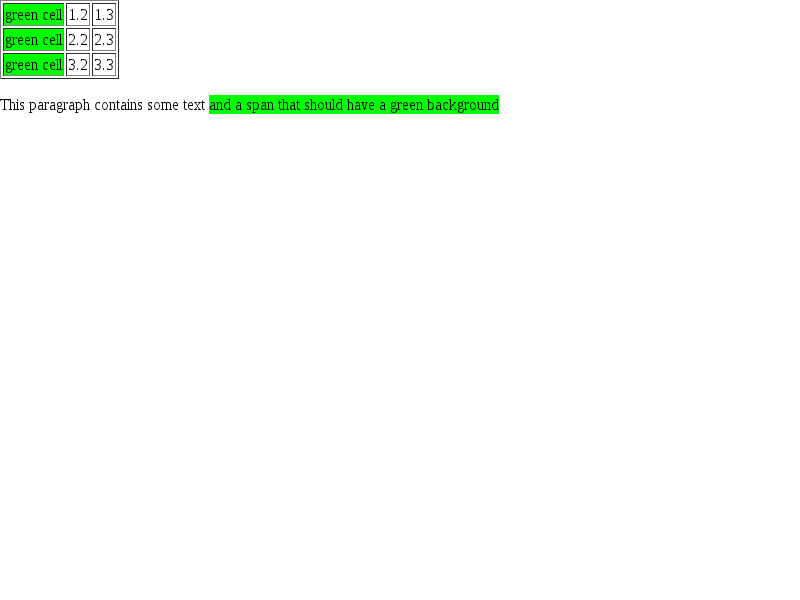 green cell 1.2 1.3
green cell 2.2 2.3
green cell 3.2 3.3
This paragraph contains some text and a span that should have a green background